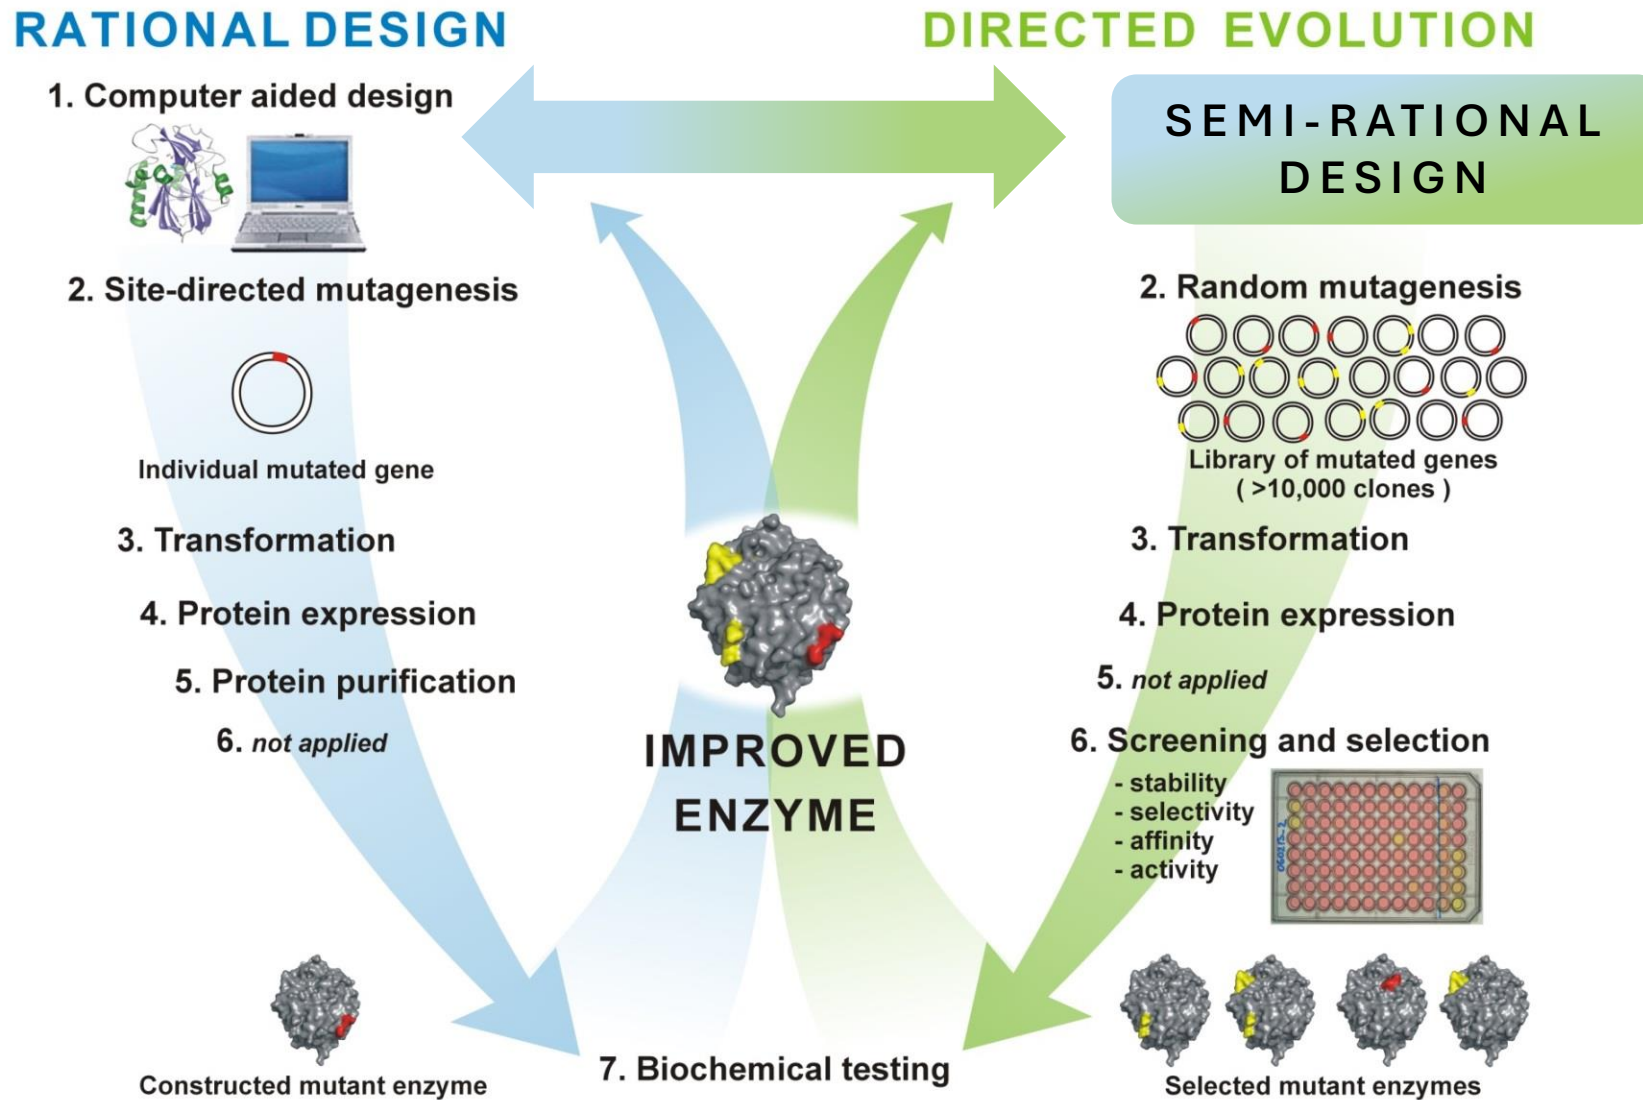 RATIONAL DESIGN
1. Computer aided design
2. Site-directed mutagenesis
Individual mutated gene
3. Transformation
4. Protein expression
5. Protein purification
6. not applied
Constructed mutant enzyme
IMPROVED
ENZYME
7. Biochemical testing
DIRECTED EVOLUTION
SEMI-RATIONAL
DESIGN
2. Random mutagenesis
Library of mutated genes
( >10,000 clones )
3. Transformation
4. Protein expression
5. not applied
6. Screening and selection
- stability
- selectivity
- affinity
- activity
Selected mutant enzymes